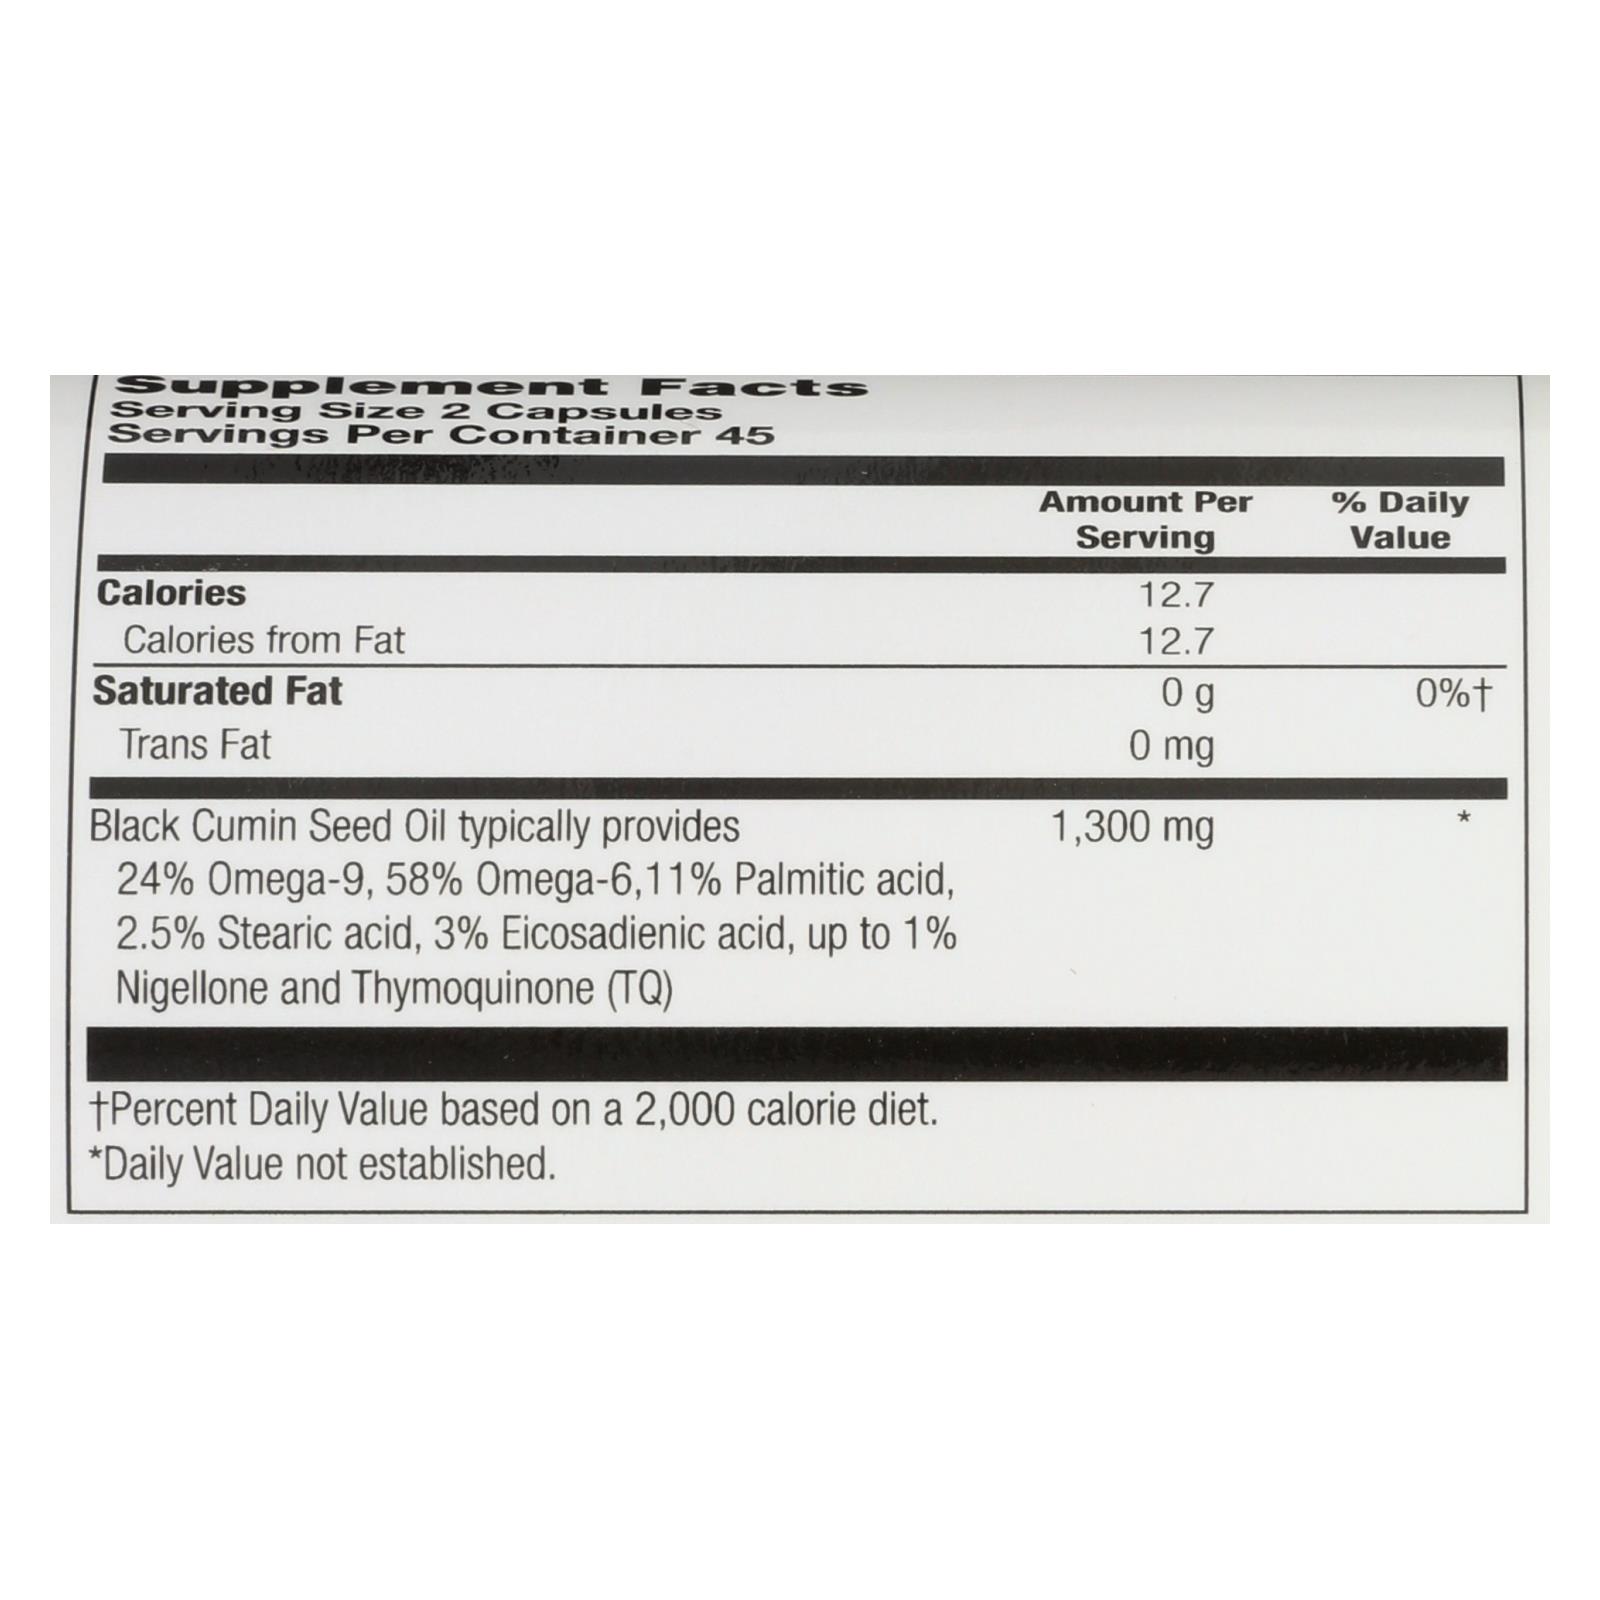 Supplement Facts
Serving Size 2 Capsules
Servings Per Container 45
Amount Per Serving % Daily Value
Calories 12.7
Calories from Fat 12.7
Saturated Fat 0 g 0%†
Trans Fat 0 mg
Black Cumin Seed Oil typically provides 1,300 mg *
24% Omega-9, 58% Omega-6,11% Palmitic acid,
2.5% Stearic acid, 3% Eicosadienic acid, up to 1%
Nigellone and Thymoquinone (TQ)
†Percent Daily Value based on a 2,000 calorie diet.
*Daily Value not established.